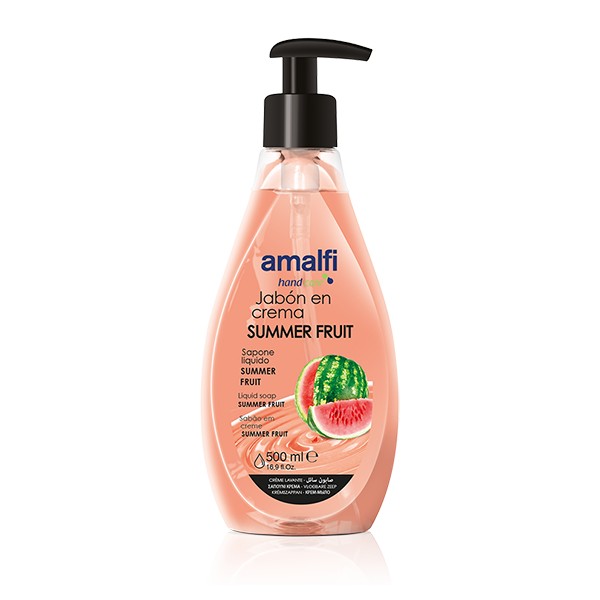 amalfi
hand care
Jabón en
crema
SUMMER FRUIT
Sapone
liquido
SUMMER
FRUIT
Liquid soap
SUMMER FRUIT
Sabão em
creme
SUMMER FRUIT
500 ml ℮
16.9 fl.Oz.
CRÈME LAVANTE - صابون سائل
ΣΑΠΟΥΝΙ ΚΡΕΜΑ - VLOEIBARE ZEEP
KRÉMSZAPPAN - КРЕМ-МЫЛО